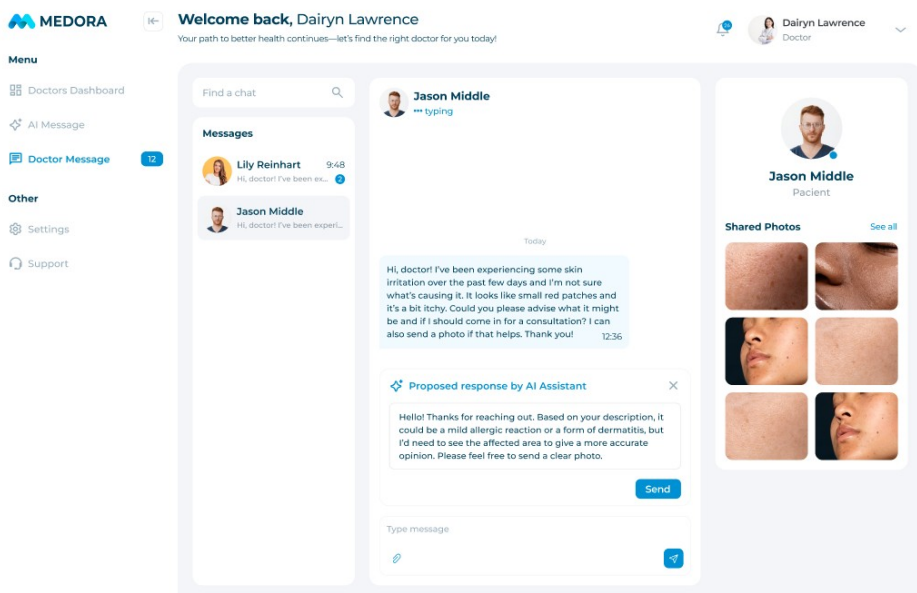 MEDORA
Welcome back, Dairyn Lawrence
Your path to better health continues—let's find the right doctor for you today!
Dairyn Lawrence
Doctor
Menu
Doctors Dashboard
AI Message
Doctor Message 12
Other
Settings
Support
Find a chat
Messages
Lily Reinhart 9:48
Hi, doctor! I've been ex... 2
Jason Middle
Hi, doctor! I've been experi...
Jason Middle
••• typing
Today
Hi, doctor! I've been experiencing some skin
irritation over the past few days and I'm not sure
what's causing it. It looks like small red patches and
it's a bit itchy. Could you please advise what it might
be and if I should come in for a consultation? I can
also send a photo if that helps. Thank you! 12:36
Proposed response by AI Assistant
Hello! Thanks for reaching out. Based on your description, it
could be a mild allergic reaction or a form of dermatitis, but
I'd need to see the affected area to give a more accurate
opinion. Please feel free to send a clear photo.
Send
Type message
Jason Middle
Pacient
Shared Photos See all